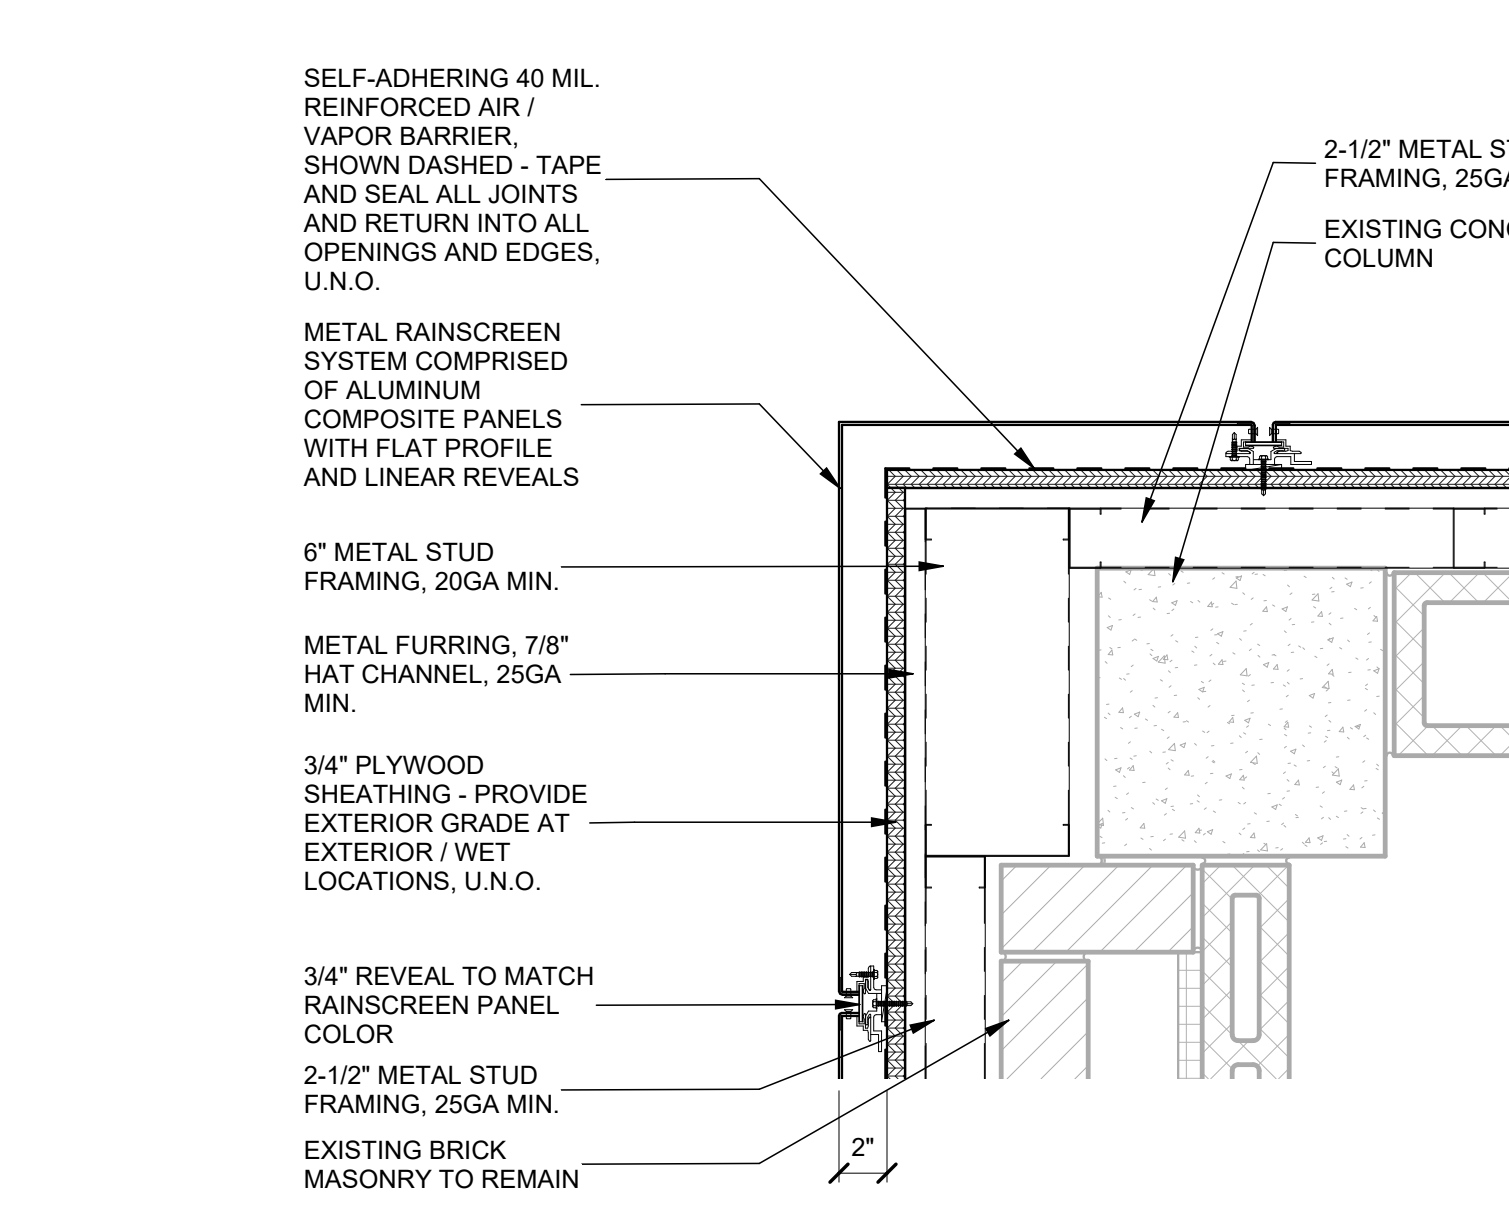 SELF-ADHERING 40 MIL.
REINFORCED AIR /
VAPOR BARRIER,
SHOWN DASHED - TAPE
AND SEAL ALL JOINTS
AND RETURN INTO ALL
OPENINGS AND EDGES,
U.N.O.
METAL RAINSCREEN
SYSTEM COMPRISED
OF ALUMINUM
COMPOSITE PANELS
WITH FLAT PROFILE
AND LINEAR REVEALS
6" METAL STUD
FRAMING, 20GA MIN.
METAL FURRING, 7/8"
HAT CHANNEL, 25GA
MIN.
3/4" PLYWOOD
SHEATHING - PROVIDE
EXTERIOR GRADE AT
EXTERIOR / WET
LOCATIONS, U.N.O.
3/4" REVEAL TO MATCH
RAINSCREEN PANEL
COLOR
2-1/2" METAL STUD
FRAMING, 25GA MIN.
EXISTING BRICK
MASONRY TO REMAIN
2"
2-1/2" METAL
FRAMING, 25GA
EXISTING
COLUMN